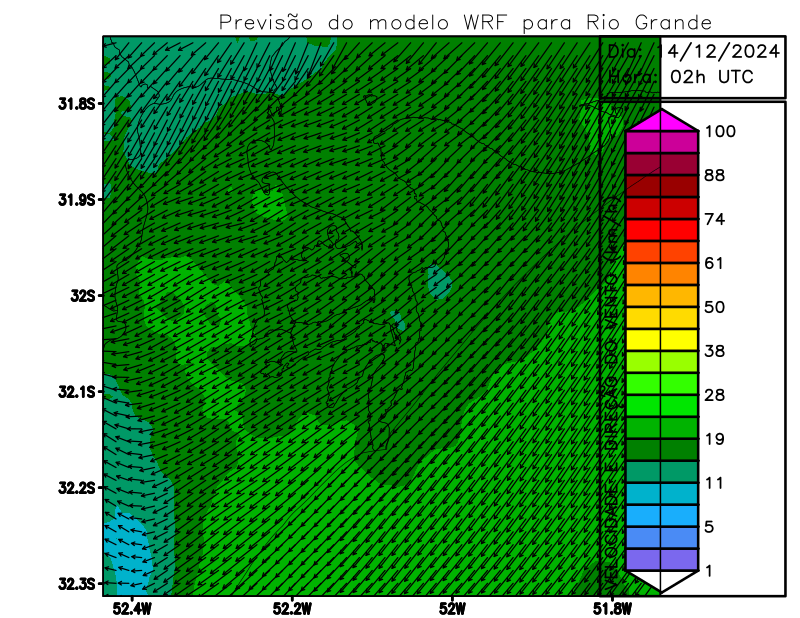 Previsão do modelo WRF para Rio Grande
Dia: 14/12/2024
Hora: 02h UTC
31.8S
31.9S
32S
32.1S
32.2S
32.3S
52.4W
52.2W
52W
51.8W
VELOCIDADE E DIREÇÃO DO VENTO (km/h)
100
88
74
61
50
38
28
19
11
5
1